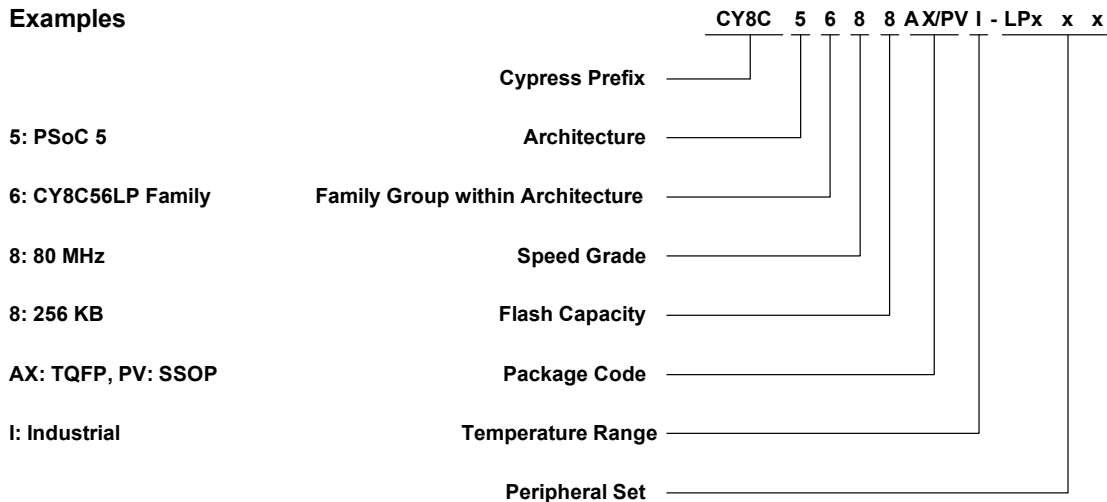 Examples CY8C 5 6 8 8 AX/PV I - LPx x x
Cypress Prefix
5: PSoC 5 Architecture
6: CY8C56LP Family Family Group within Architecture
8: 80 MHz Speed Grade
8: 256 KB Flash Capacity
AX: TQFP, PV: SSOP Package Code
I: Industrial Temperature Range
Peripheral Set